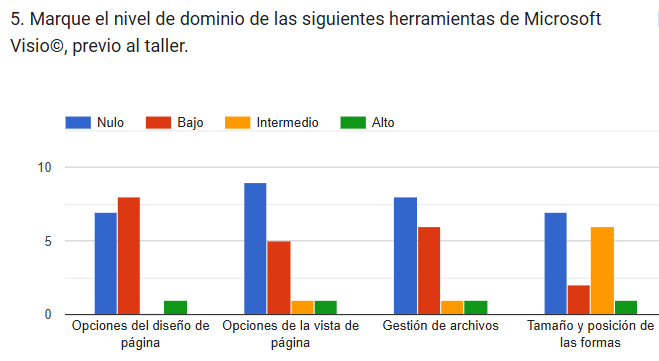 5. Marque el nivel de dominio de las siguientes herramientas de Microsoft
Visio©, previo al taller.
Nulo Bajo Intermedio Alto
10
5
0
Opciones del diseño de página
Opciones de la vista de página
Gestión de archivos
Tamaño y posición de las formas